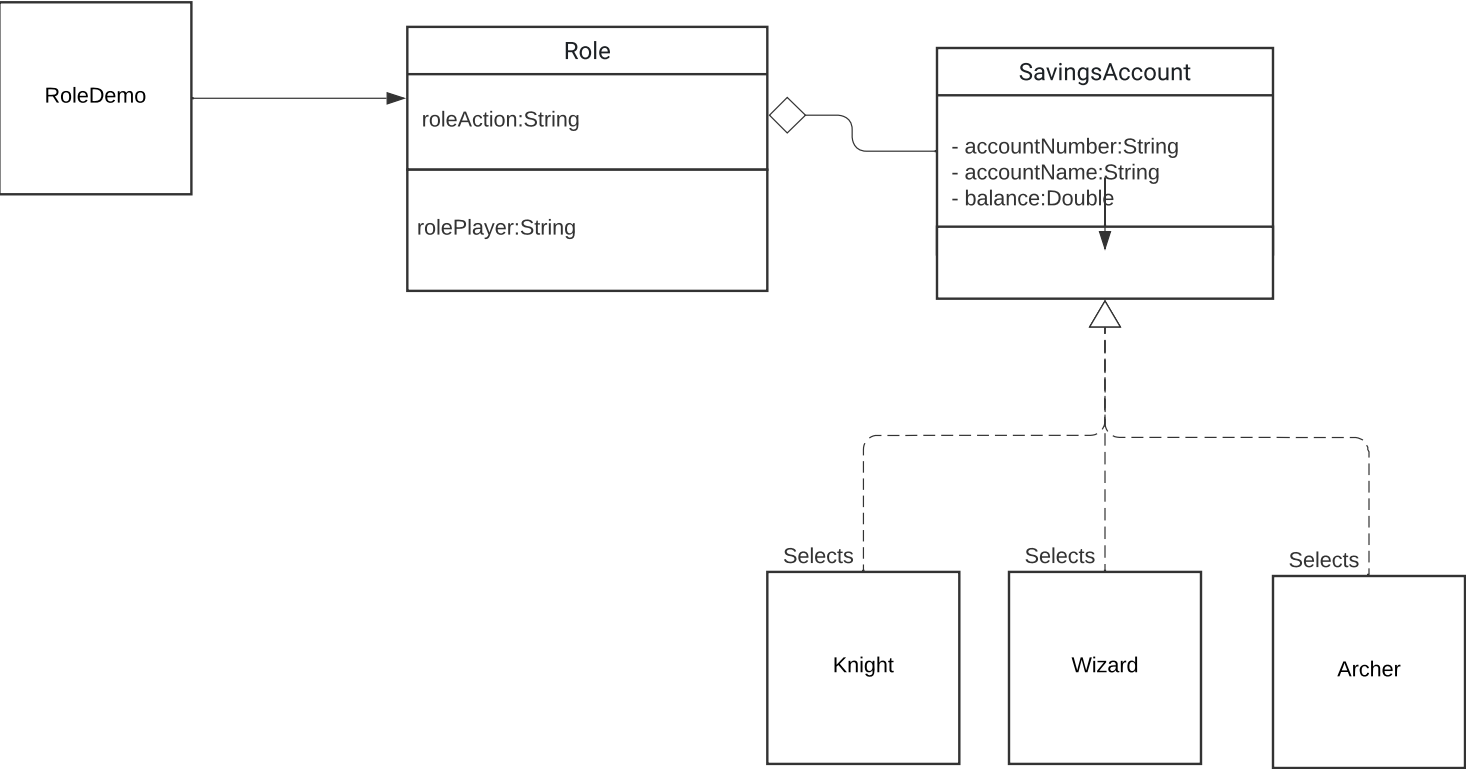 RoleDemo
Role
roleAction:String
rolePlayer:String
SavingsAccount
- accountNumber:String
- accountName:String
- balance:Double
Selects
Selects
Selects
Knight
Wizard
Archer